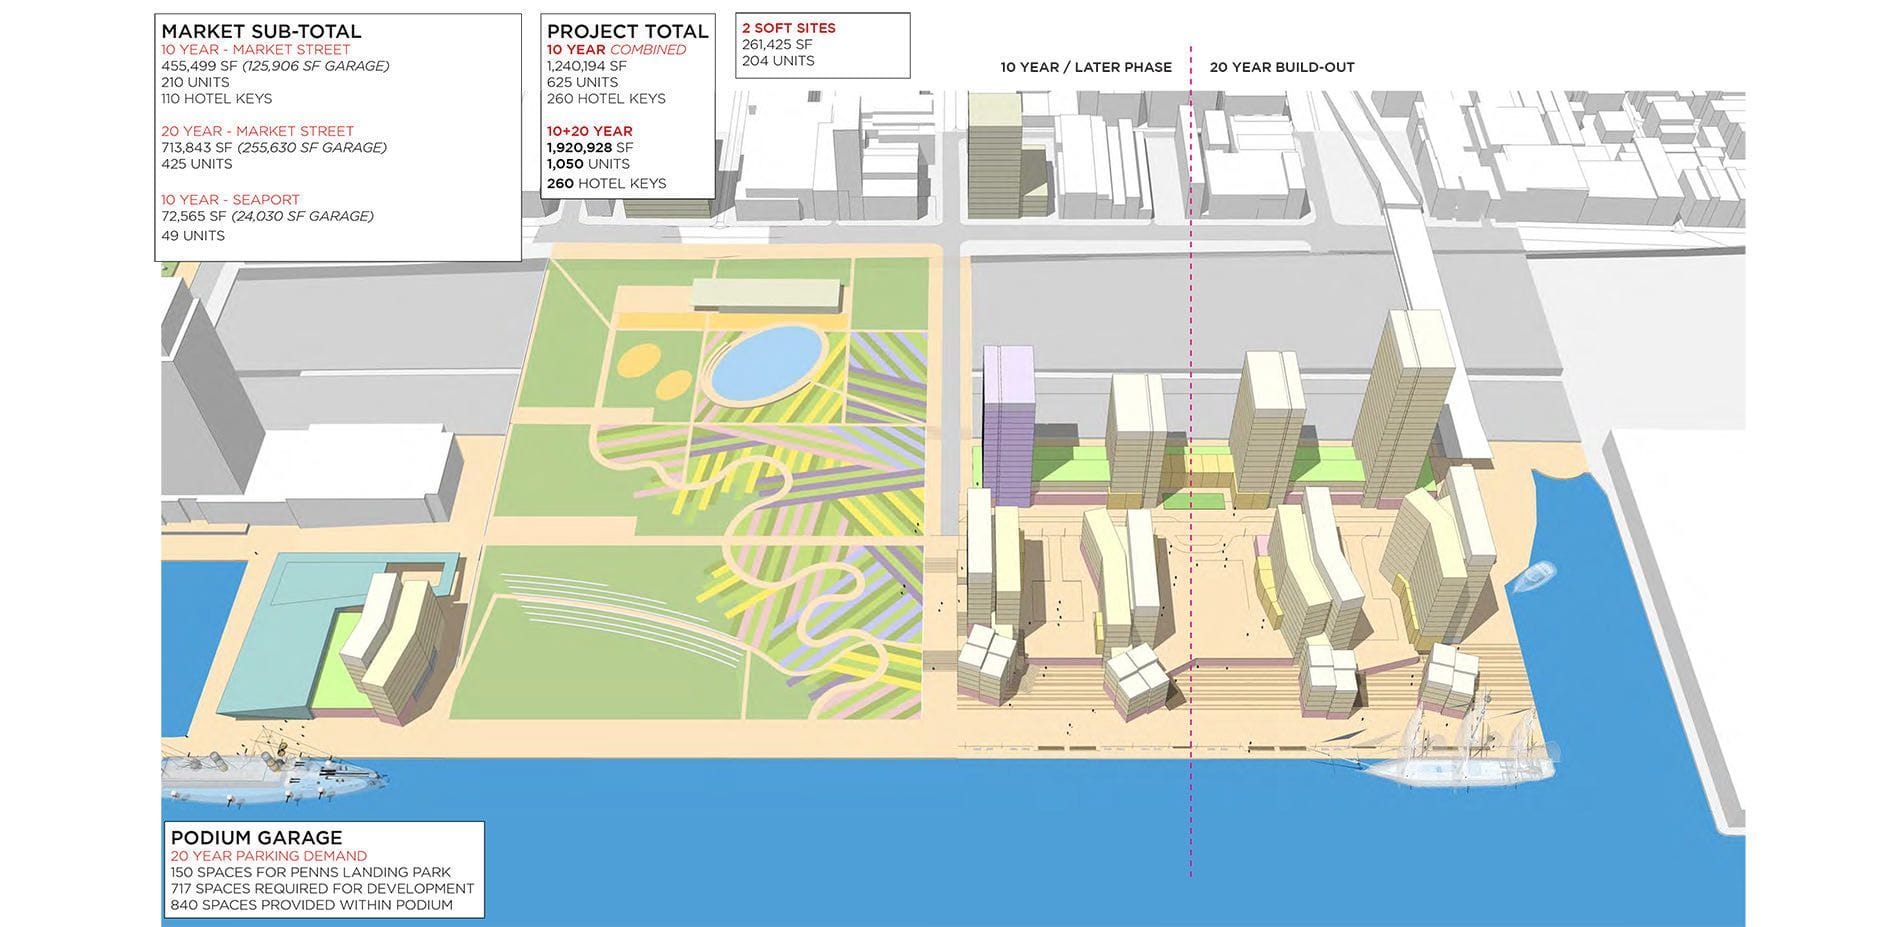 MARKET SUB-TOTAL
10 YEAR - MARKET STREET
455,499 SF (125,906 SF GARAGE)
210 UNITS
110 HOTEL KEYS
20 YEAR - MARKET STREET
713,843 SF (255,630 SF GARAGE)
425 UNITS
10 YEAR - SEAPORT
72,565 SF (24,030 SF GARAGE)
49 UNITS
PROJECT TOTAL
10 YEAR COMBINED
1,240,194 SF
625 UNITS
260 HOTEL KEYS
10+20 YEAR
1,920,928 SF
1,050 UNITS
260 HOTEL KEYS
2 SOFT SITES
261,425 SF
204 UNITS
10 YEAR / LATER PHASE
20 YEAR BUILD-OUT
PODIUM GARAGE
20 YEAR PARKING DEMAND
150 SPACES FOR PENNS LANDING PARK
717 SPACES REQUIRED FOR DEVELOPMENT
840 SPACES PROVIDED WITHIN PODIUM